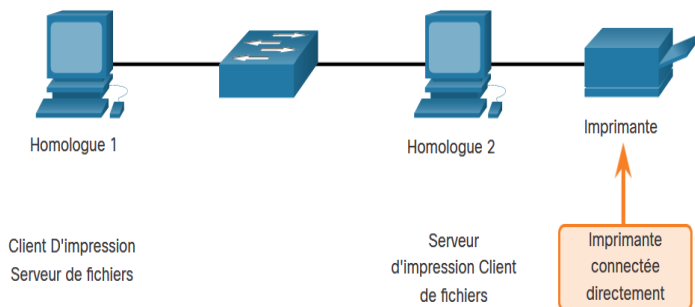 Homologue 1
Homologue 2
Imprimante
Client D'impression
Serveur de fichiers
Serveur
d'impression Client
de fichiers
Imprimante
connectée
directement